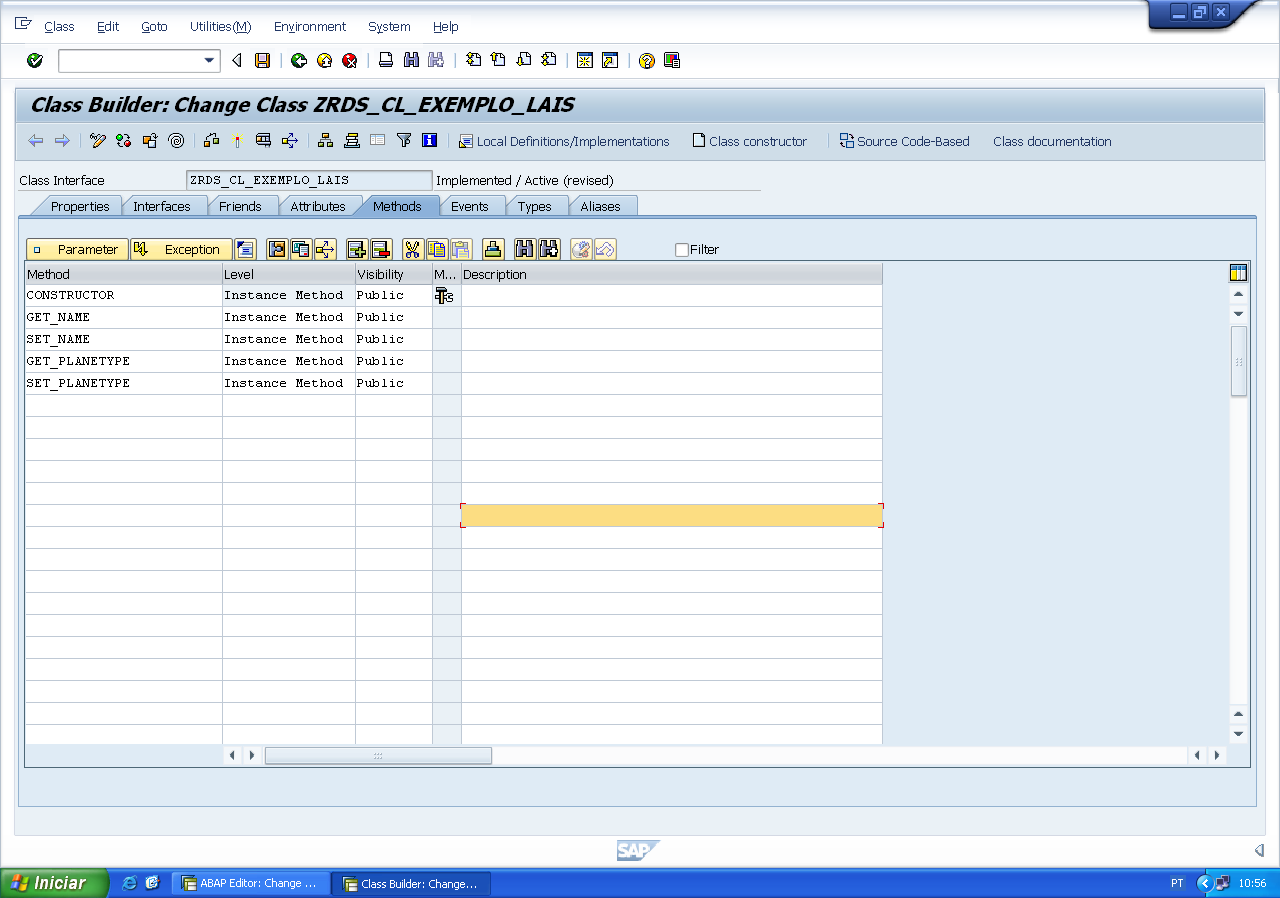 Class Edit Goto Utilities(M) Environment System Help
Class Builder: Change Class ZRDS_CL_EXEMPLO_LAIS
Local Definitions/Implementations Class constructor Source Code-Based Class documentation
Class Interface ZRDS_CL_EXEMPLO_LAIS Implemented / Active (revised)
Properties Interfaces Friends Attributes Methods Events Types Aliases
Parameter Exception Filter
Method Level Visibility M... Description
CONSTRUCTOR Instance Method Public
GET_NAME Instance Method Public
SET_NAME Instance Method Public
GET_PLANETYPE Instance Method Public
SET_PLANETYPE Instance Method Public
SAP
Iniciar ABAP Editor: Change ... Class Builder: Change... PT 10:56